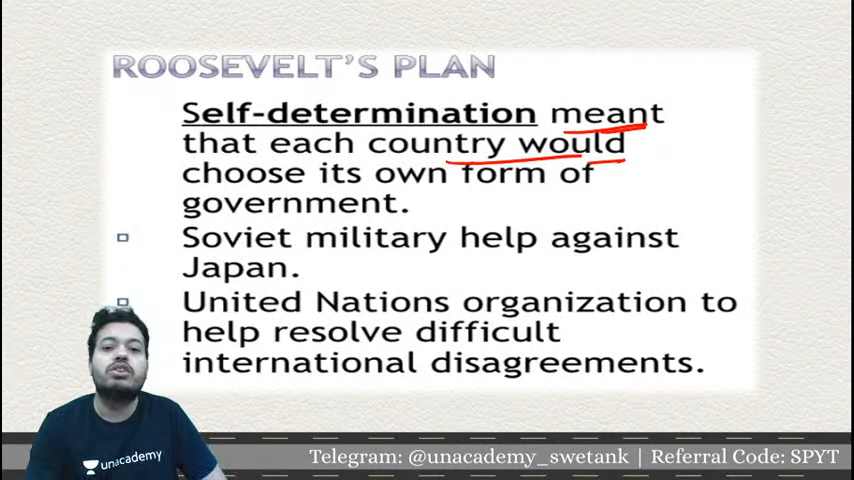 ROOSEVELT'S PLAN
Self-determination meant
that each country would
choose its own form of
government.
Soviet military help against
Japan.
United Nations organization to
help resolve difficult
international disagreements.
unacademy
Telegram: @unacademy_swetank | Referral Code: SPYT